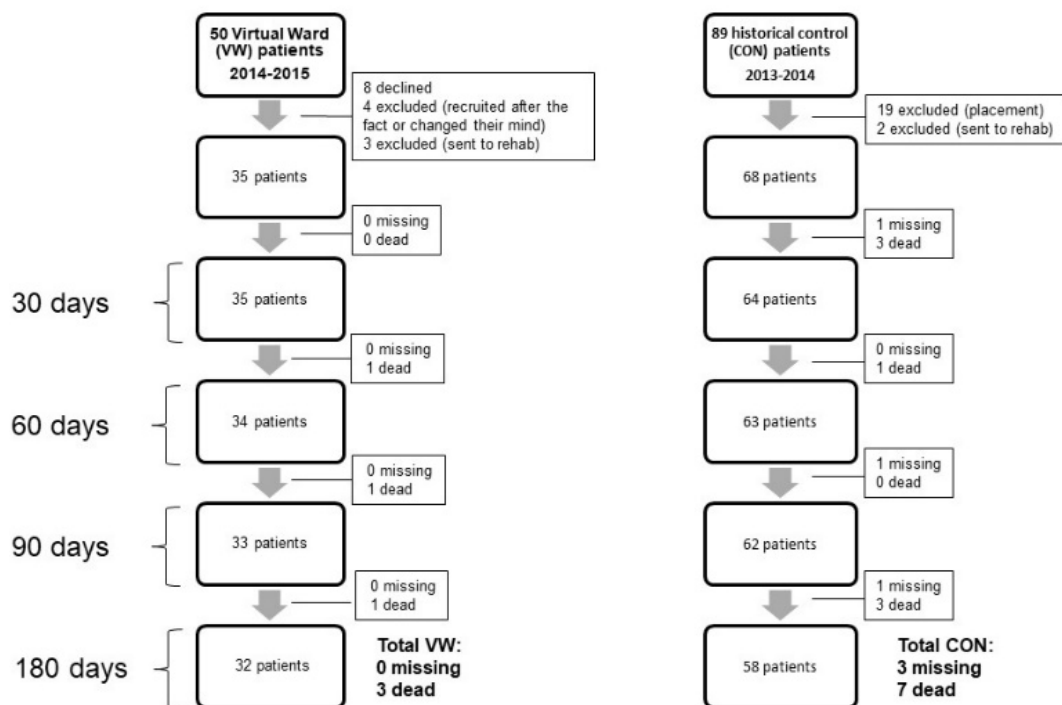 50 Virtual Ward
(VW) patients
2014-2015
8 declined
4 excluded (recruited after the
fact or changed their mind)
3 excluded (sent to rehab)
35 patients
0 missing
0 dead
30 days
35 patients
0 missing
1 dead
60 days
34 patients
0 missing
1 dead
90 days
33 patients
0 missing
1 dead
180 days
32 patients
Total VW:
0 missing
3 dead
89 historical control
(CON) patients
2013-2014
19 excluded (placement)
2 excluded (sent to rehab)
68 patients
1 missing
3 dead
64 patients
0 missing
1 dead
63 patients
1 missing
0 dead
62 patients
1 missing
3 dead
58 patients
Total CON:
3 missing
7 dead